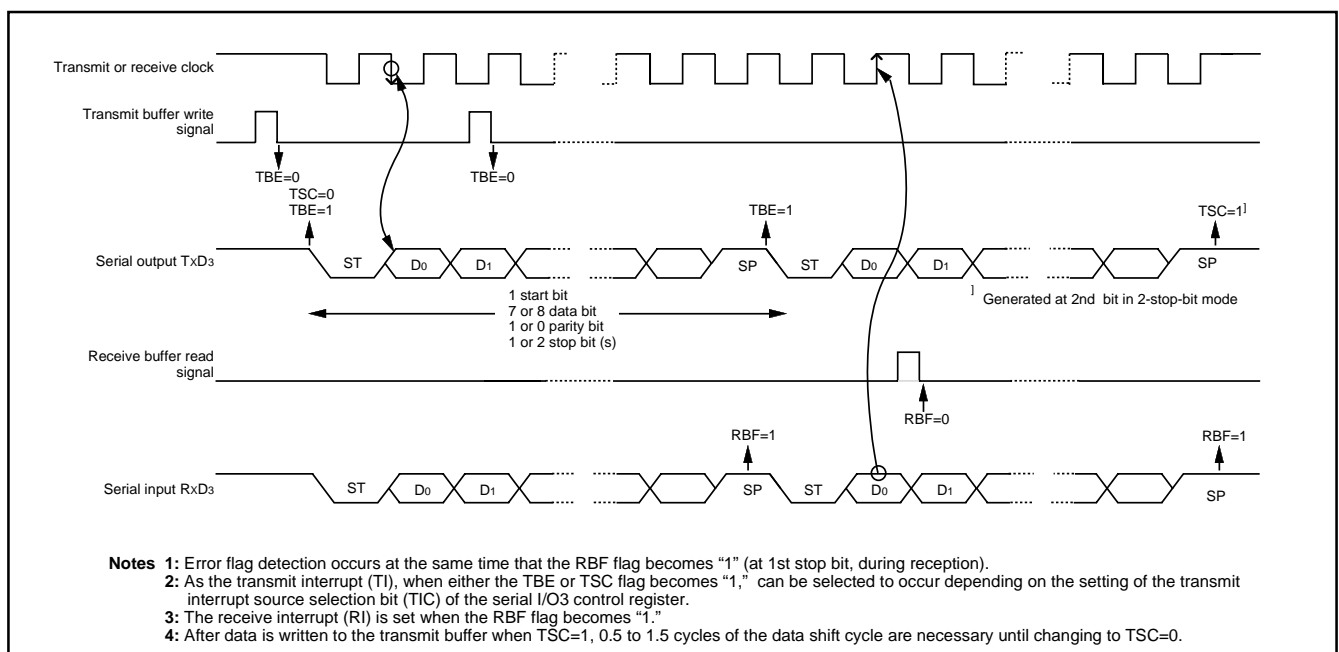 Transmit or receive clock
Transmit buffer write
signal
TBE=0
TSC=0
TBE=1
TBE=0
TBE=1
TSC=1]
Serial output TXD3
ST
D0
D1
SP
ST
D0
D1
SP
] Generated at 2nd bit in 2-stop-bit mode
1 start bit
7 or 8 data bit
1 or 0 parity bit
1 or 2 stop bit (s)
Receive buffer read
signal
RBF=0
RBF=1
RBF=1
Serial input RXD3
ST
D0
D1
SP
ST
D0
D1
SP
Notes 1: Error flag detection occurs at the same time that the RBF flag becomes “1” (at 1st stop bit, during reception).
2: As the transmit interrupt (TI), when either the TBE or TSC flag becomes “1,” can be selected to occur depending on the setting of the transmit
interrupt source selection bit (TIC) of the serial I/O3 control register.
3: The receive interrupt (RI) is set when the RBF flag becomes “1.”
4: After data is written to the transmit buffer when TSC=1, 0.5 to 1.5 cycles of the data shift cycle are necessary until changing to TSC=0.